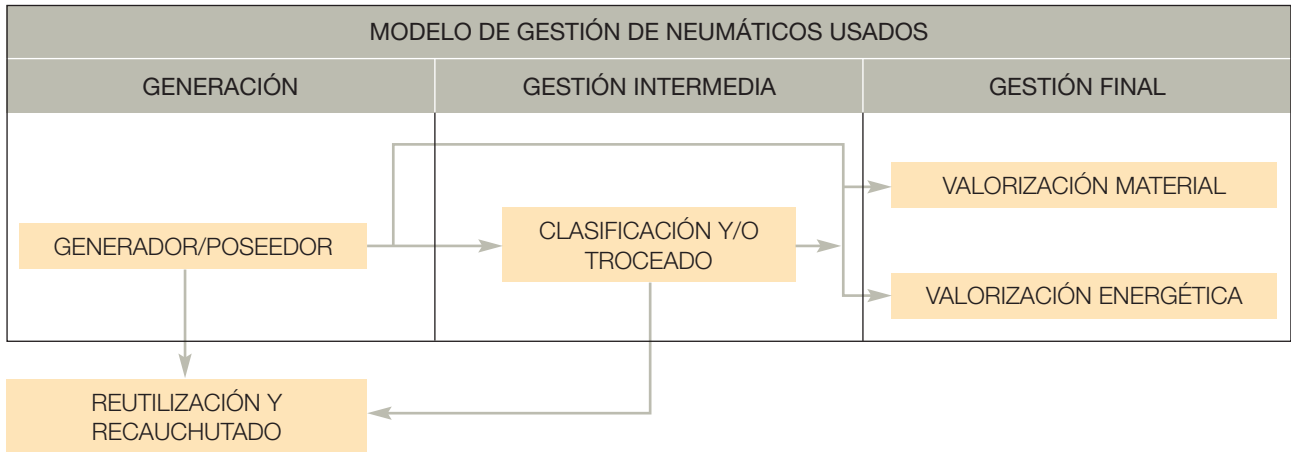 MODELO DE GESTIÓN DE NEUMÁTICOS USADOS
GENERACIÓN
GESTIÓN INTERMEDIA
GESTIÓN FINAL
VALORIZACIÓN MATERIAL
GENERADOR/POSEEDOR
CLASIFICACIÓN Y/O
TROCEADO
VALORIZACIÓN ENERGÉTICA
REUTILIZACIÓN Y
RECAUCHUTADO